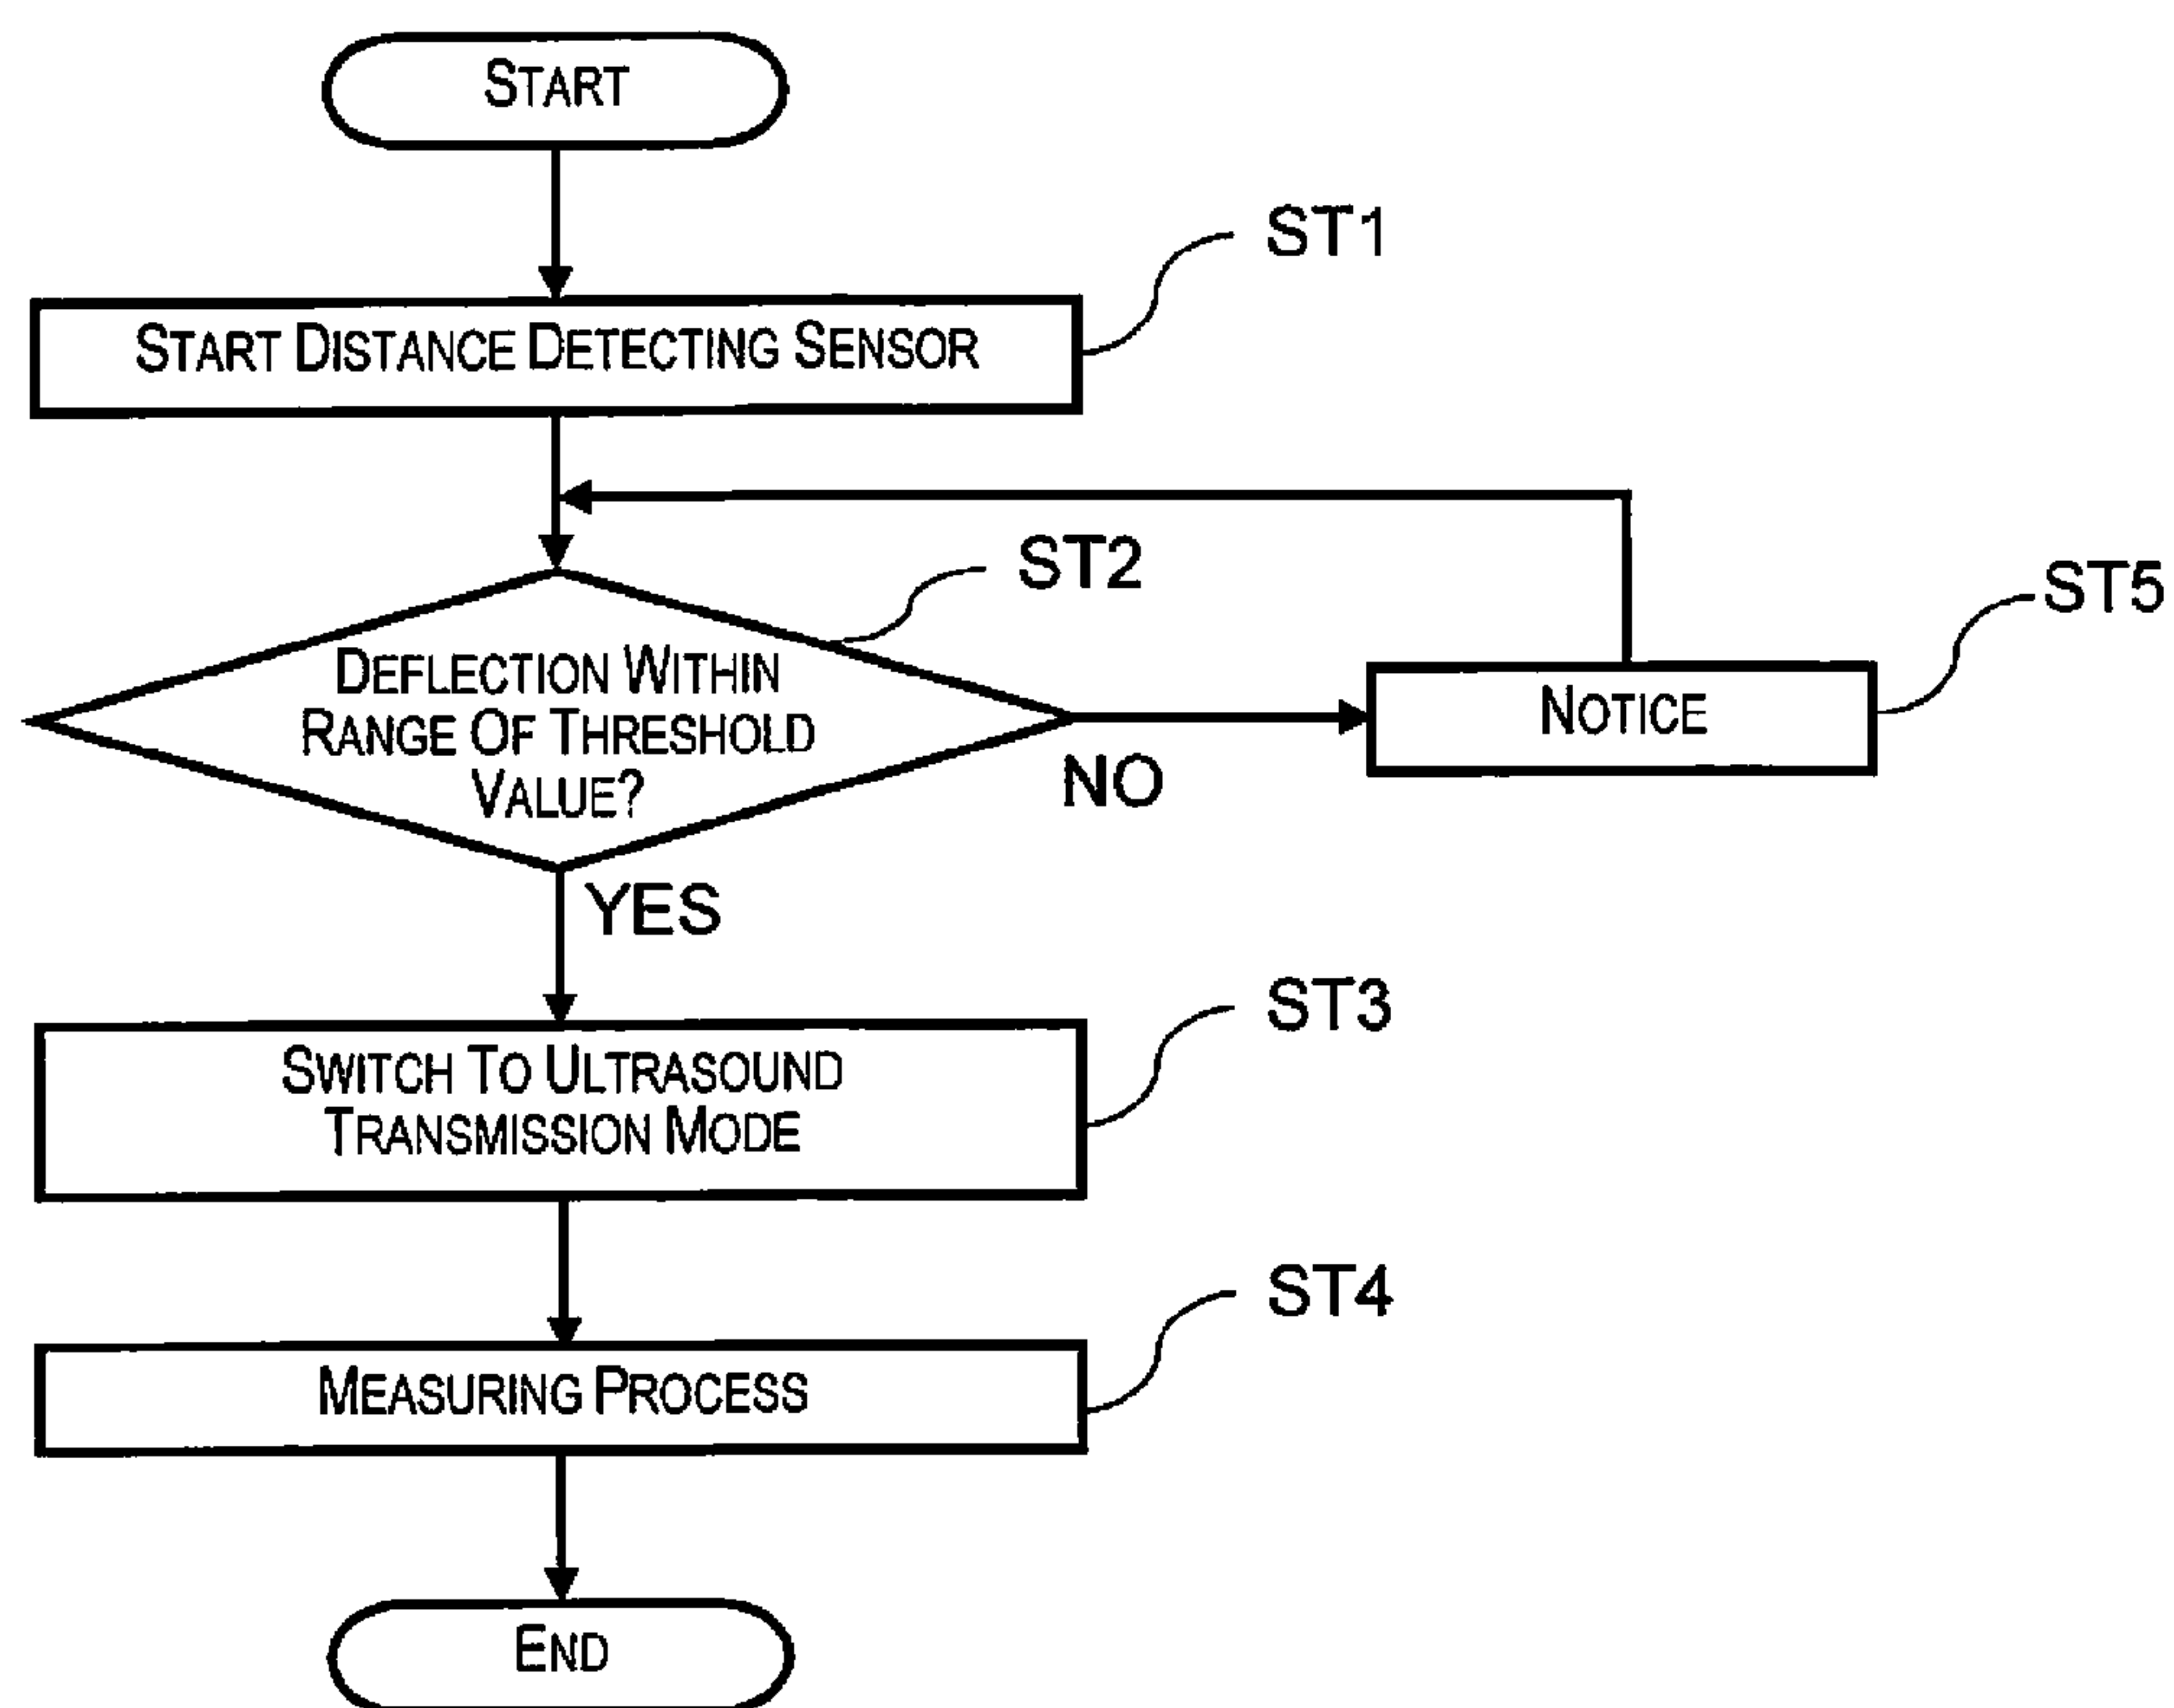 START
ST1
START DISTANCE DETECTING SENSOR
ST2
ST5
DEFLECTION WITHIN
RANGE OF THRESHOLD
VALUE?
NOTICE
NO
YES
ST3
SWITCH TO ULTRASOUND
TRANSMISSION MODE
ST4
MEASURING PROCESS
END